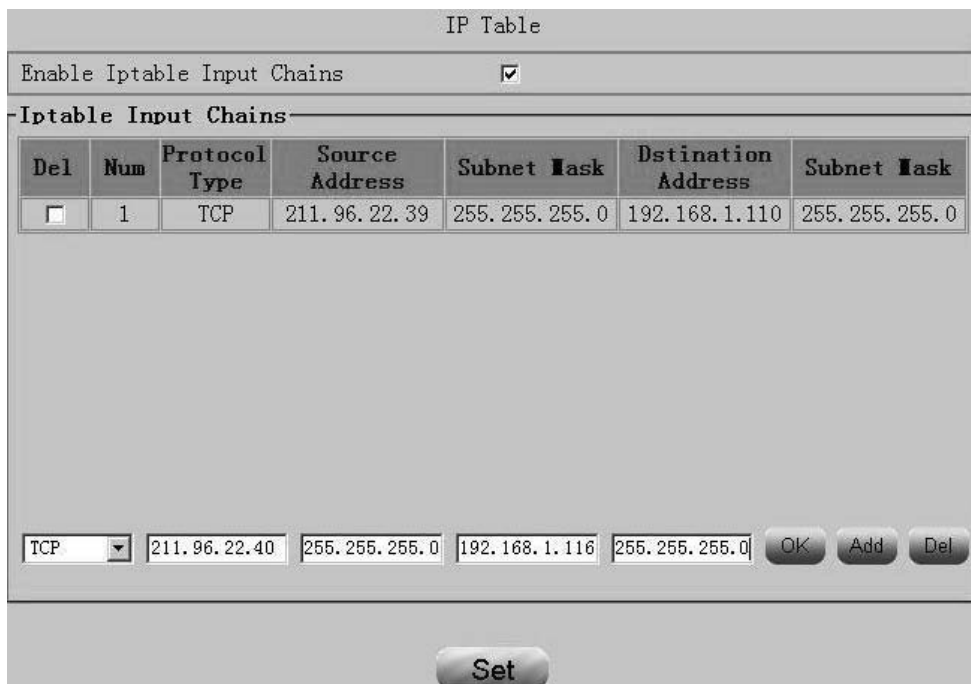 IP Table
Enable Iptable Input Chains
Iptable Input Chains
Del Num Protocol Type Source Address Subnet Mask Dstination Address Subnet Mask
1 TCP 211.96.22.39 255.255.255.0 192.168.1.110 255.255.255.0
TCP 211.96.22.40 255.255.255.0 192.168.1.116 255.255.255.0 OK Add Del
Set